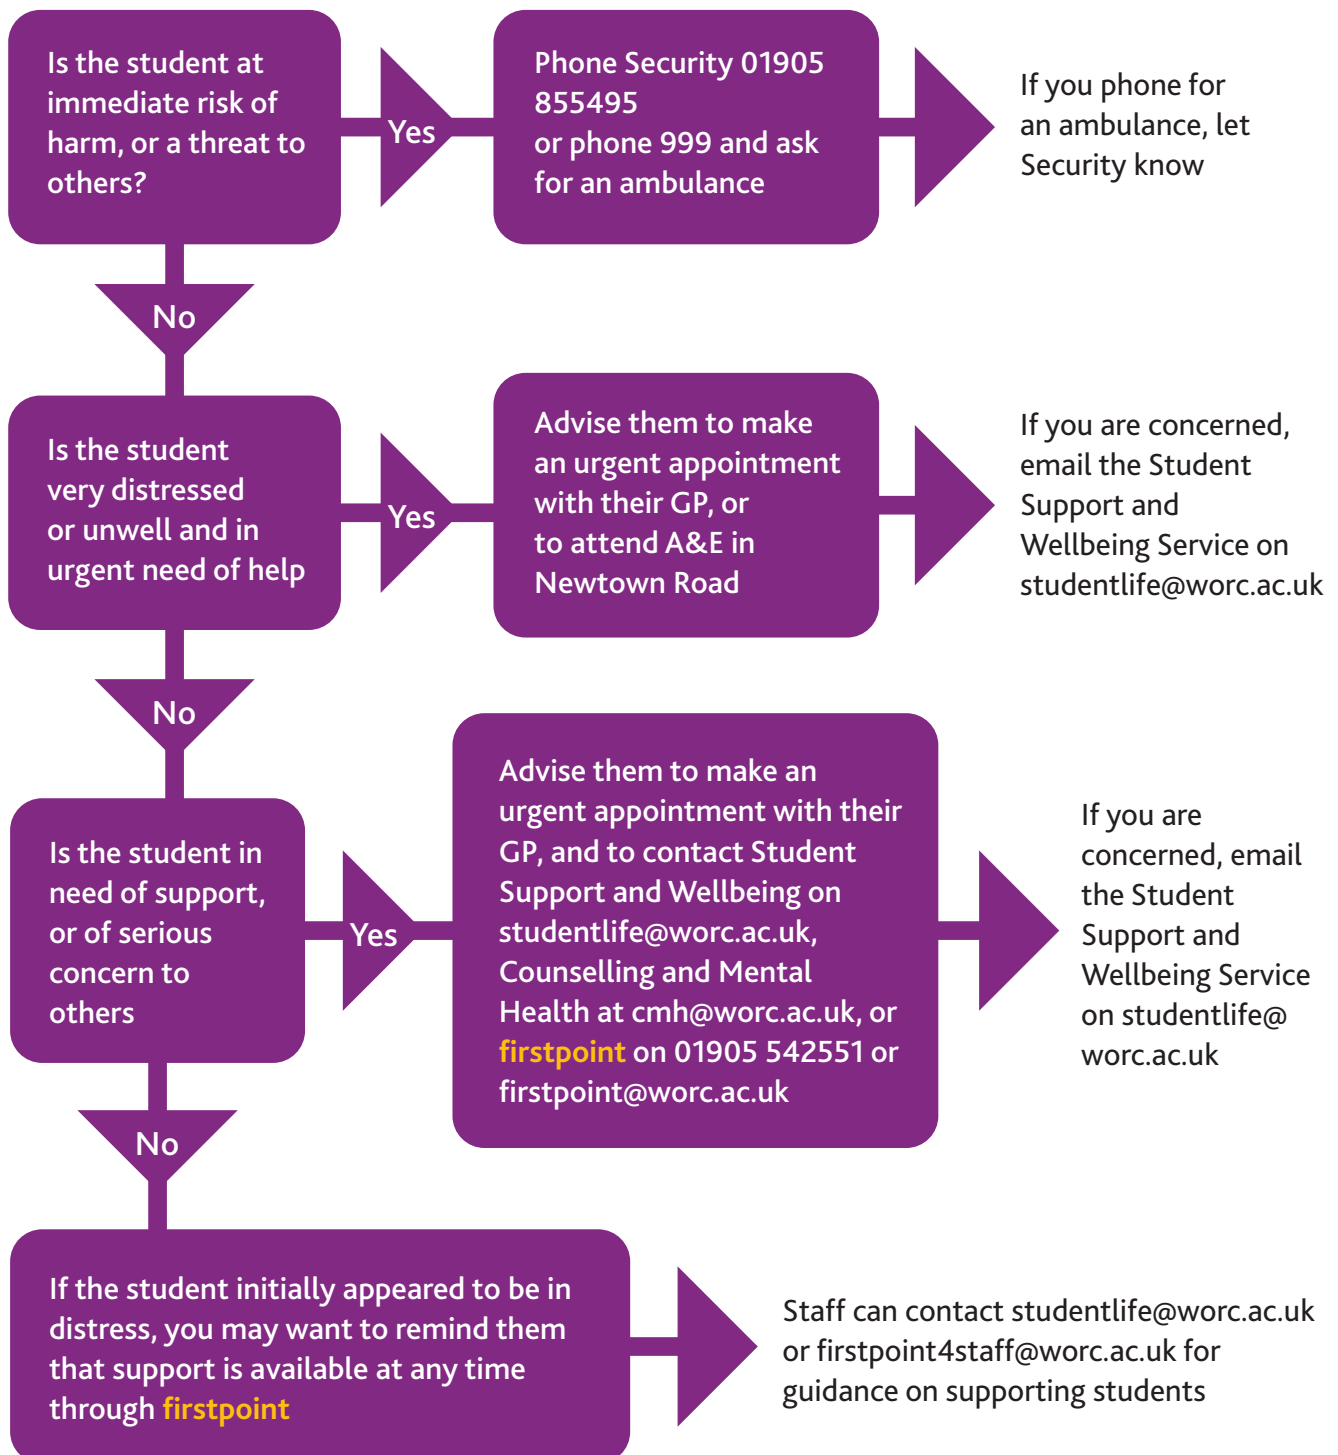 Is the student at
immediate risk of
harm, or a threat to
others?
Yes
Phone Security 01905
855495
or phone 999 and ask
for an ambulance
If you phone for
an ambulance, let
Security know
No
Is the student
very distressed
or unwell and in
urgent need of help
Yes
Advise them to make
an urgent appointment
with their GP, or
to attend A&E in
Newtown Road
If you are concerned,
email the Student
Support and
Wellbeing Service on
studentlife@worc.ac.uk
No
Is the student in
need of support,
or of serious
concern to
others
Yes
Advise them to make an
urgent appointment with their
GP, and to contact Student
Support and Wellbeing on
studentlife@worc.ac.uk,
Counselling and Mental
Health at cmh@worc.ac.uk, or
firstpoint on 01905 542551 or
firstpoint@worc.ac.uk
If you are
concerned, email
the Student
Support and
Wellbeing Service
on studentlife@
worc.ac.uk
No
If the student initially appeared to be in
distress, you may want to remind them
that support is available at any time
through firstpoint
Staff can contact studentlife@worc.ac.uk
or firstpoint4staff@worc.ac.uk for
guidance on supporting students